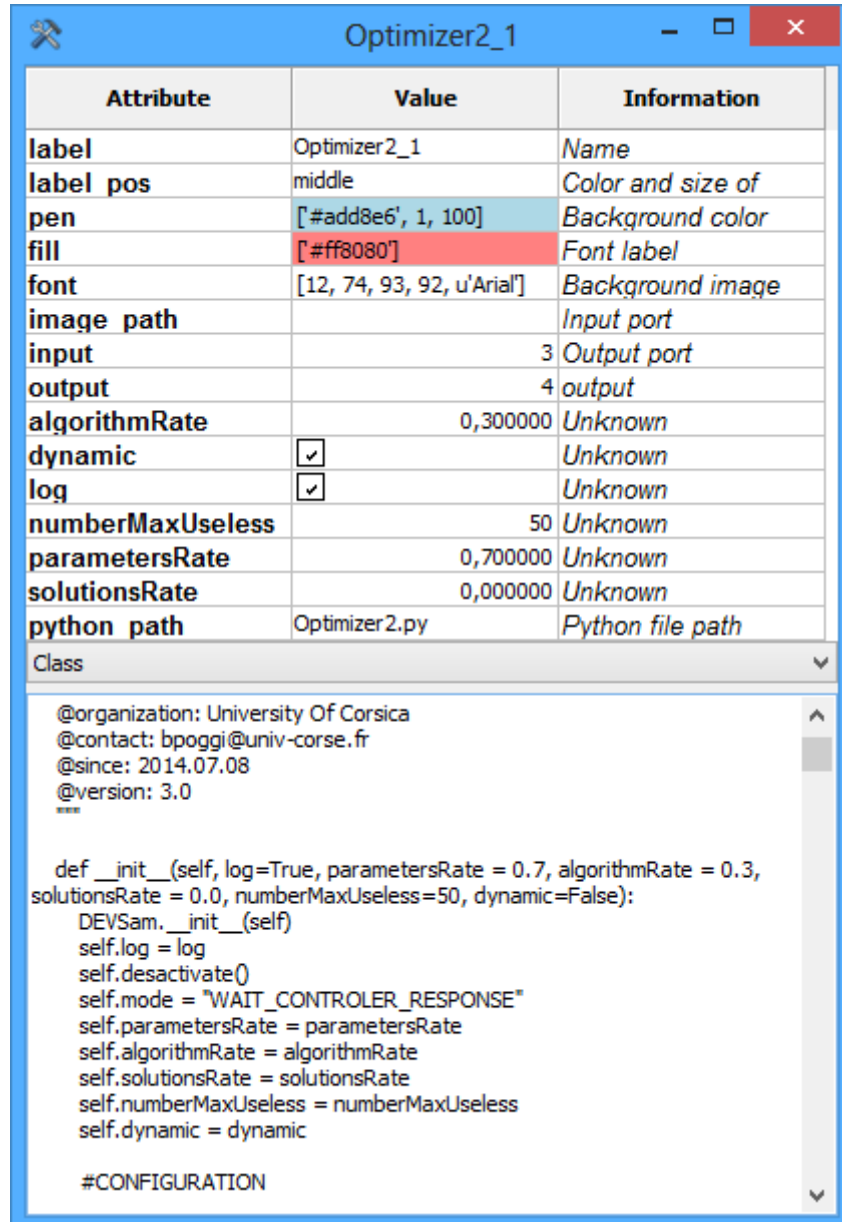 Optimizer2_1
Attribute Value Information
label Optimizer2_1 Name
label_pos middle Color and size of
pen ['#add8e6', 1, 100] Background color
fill ['#ff8080'] Font label
font [12, 74, 93, 92, u'Arial'] Background image
image_path Input port
input 3 Output port
output 4 output
algorithmRate 0,300000 Unknown
dynamic Unknown
log Unknown
numberMaxUseless 50 Unknown
parametersRate 0,700000 Unknown
solutionsRate 0,000000 Unknown
python_path Optimizer2.py Python file path
Class
@organization: University Of Corsica
@contact: bpoggi@univ-corse.fr
@since: 2014.07.08
@version: 3.0
"""
def __init__(self, log=True, parametersRate = 0.7, algorithmRate = 0.3,
solutionsRate = 0.0, numberMaxUseless=50, dynamic=False):
DEVSam.__init__(self)
self.log = log
self.desactivate()
self.mode = "WAIT_CONTROLER_RESPONSE"
self.parametersRate = parametersRate
self.algorithmRate = algorithmRate
self.solutionsRate = solutionsRate
self.numberMaxUseless = numberMaxUseless
self.dynamic = dynamic
#CONFIGURATION